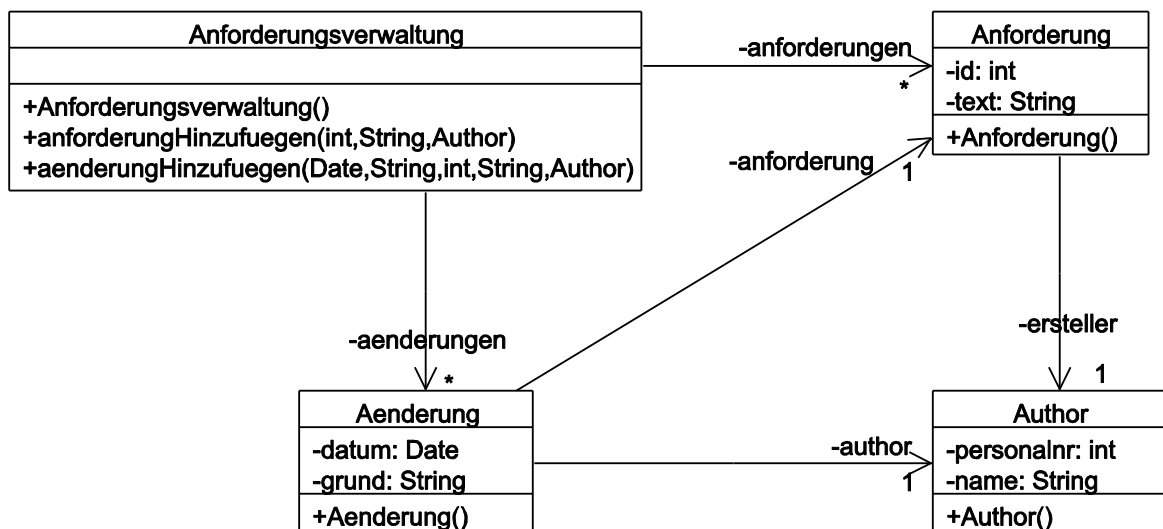 Anforderungsverwaltung
+Anforderungsverwaltung()
+anforderungHinzufuegen(int,String,Author)
+aenderungHinzufuegen(Date,String,int,String,Author)
-anforderungen
*
Anforderung
-id: int
-text: String
+Anforderung()
-anforderung
1
-aenderungen
*
-ersteller
1
Aenderung
-datum: Date
-grund: String
+Aenderung()
-author
1
Author
-personalnr: int
-name: String
+Author()